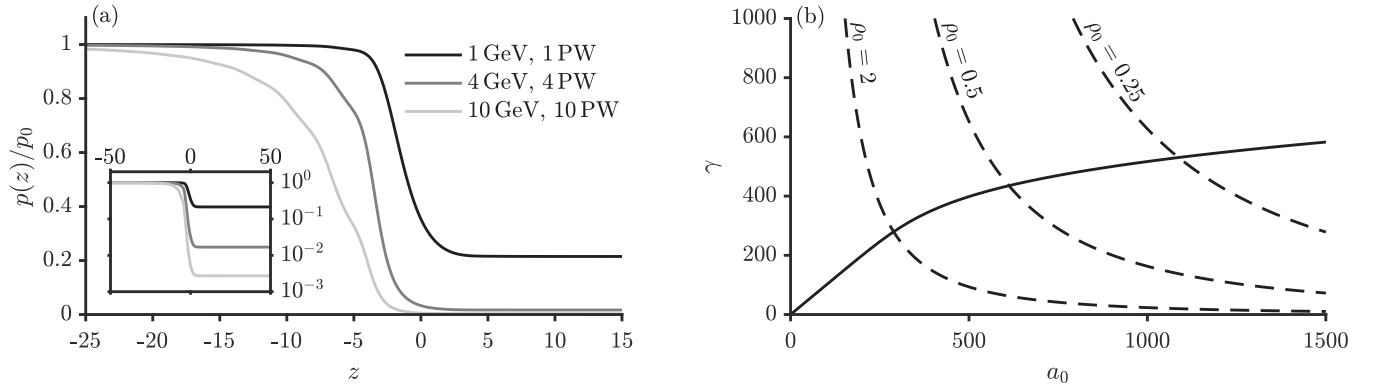 (a)
1 GeV, 1 PW
4 GeV, 4 PW
10 GeV, 10 PW
p(z)/p₀
1
0.8
0.6
0.4
0.2
0
-25 -20 -15 -10 -5 0 5 10 15
z
-50 0 50
10⁰
10⁻¹
10⁻²
10⁻³
(b)
ρ₀ = 2
ρ₀ = 0.5
ρ₀ = 0.25
γ
1000
800
600
400
200
0
0 500 1000 1500
a₀